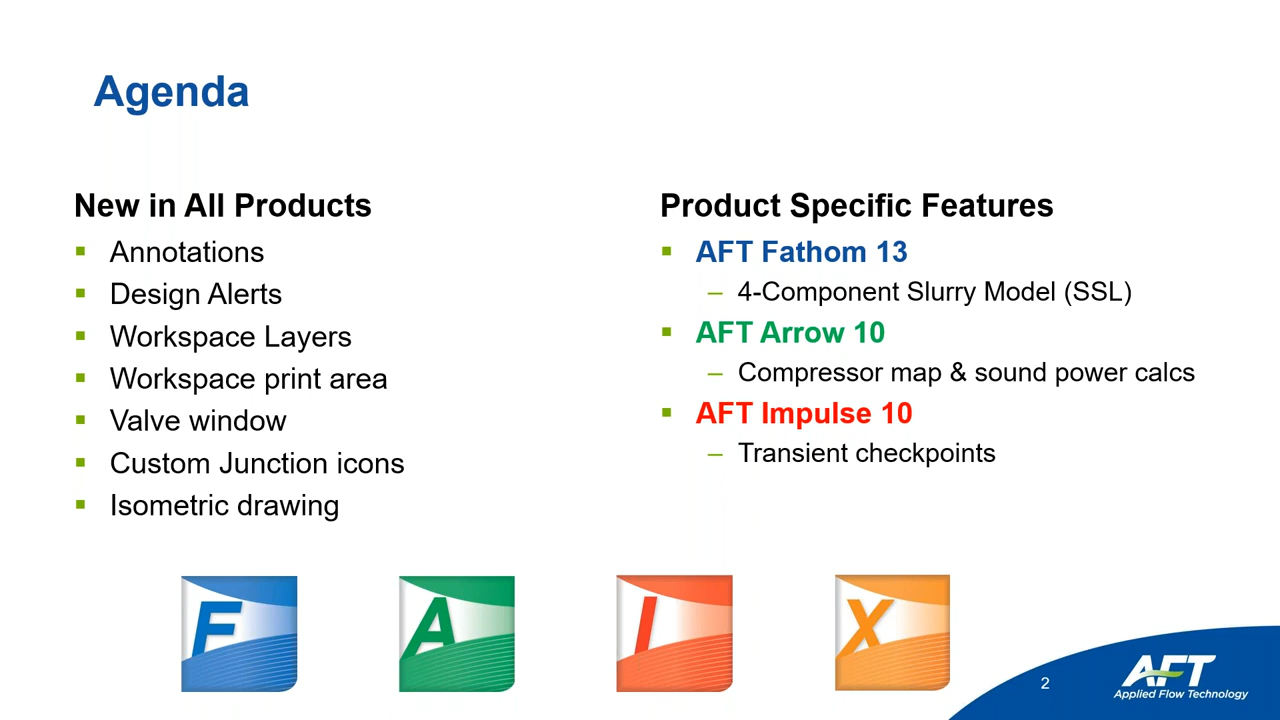 Agenda
New in All Products
Annotations
Design Alerts
Workspace Layers
Workspace print area
Valve window
Custom Junction icons
Isometric drawing
Product Specific Features
AFT Fathom 13
– 4-Component Slurry Model (SSL)
AFT Arrow 10
– Compressor map & sound power calcs
AFT Impulse 10
– Transient checkpoints
F
A
I
X
2
AFT
Applied Flow Technology